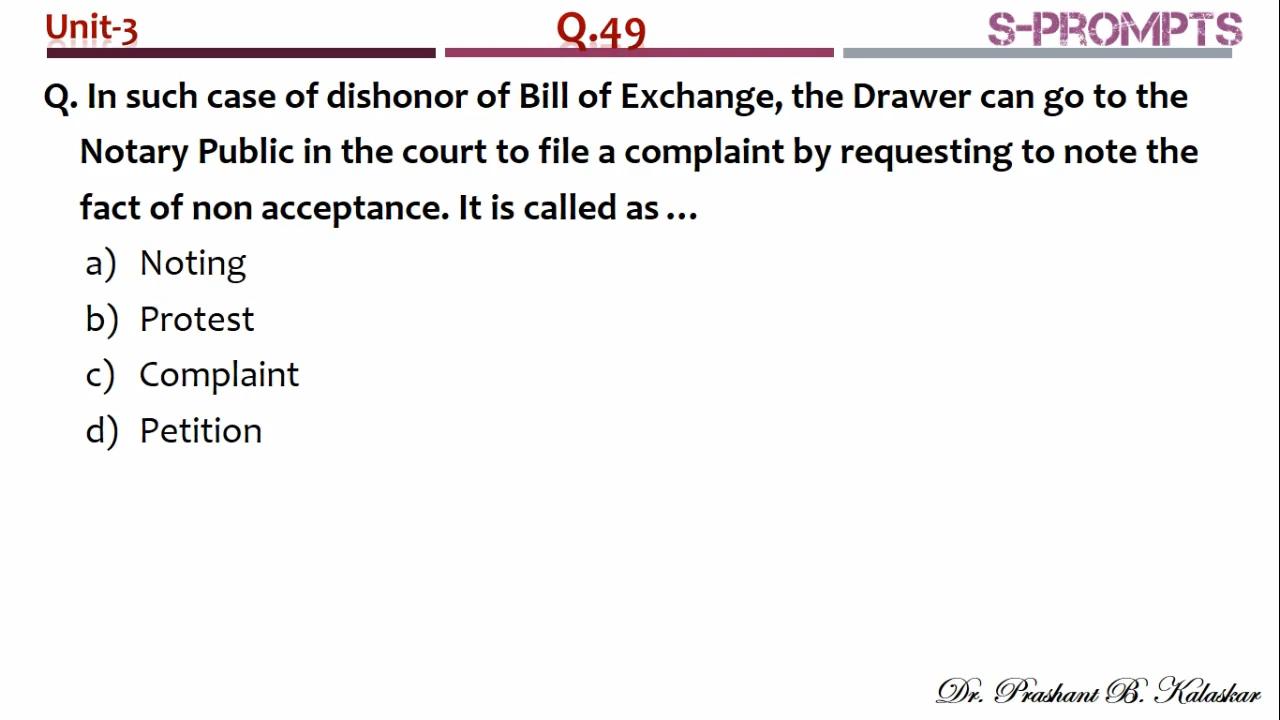 Unit-3
Q.49
S-PROMPTS
Q. In such case of dishonor of Bill of Exchange, the Drawer can go to the
Notary Public in the court to file a complaint by requesting to note the
fact of non acceptance. It is called as ...
a) Noting
b) Protest
c) Complaint
d) Petition
Dr. Prashant B. Kalaskar